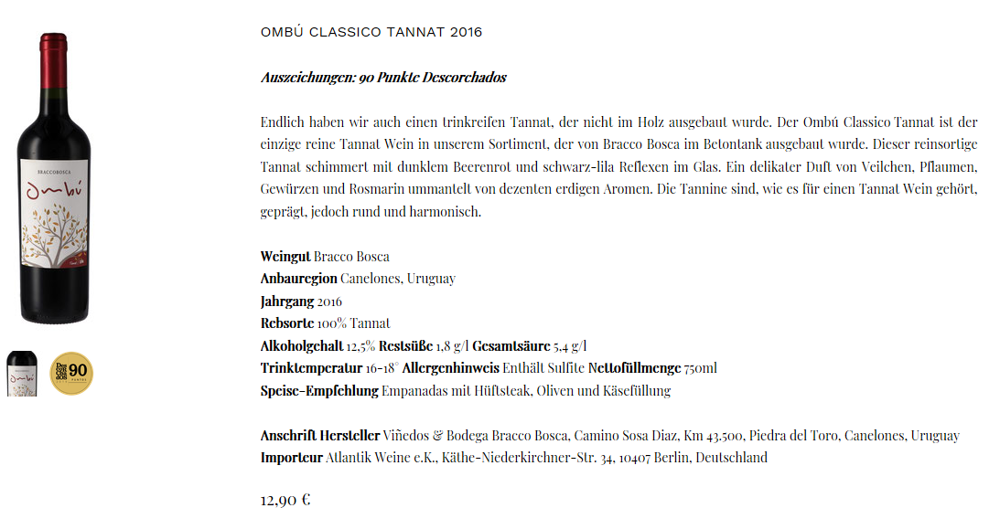 OMBÚ CLASSICO TANNAT 2016
Auszeichungen: 90 Punkte Descorchados
Endlich haben wir auch einen trinkreifen Tannat, der nicht im Holz ausgebaut wurde. Der Ombú Classico Tannat ist der
einzige reine Tannat Wein in unserem Sortiment, der von Bracco Bosca im Betontank ausgebaut wurde. Dieser reinsortige
Tannat schimmert mit dunklem Beerenrot und schwarz-lila Reflexen im Glas. Ein delikater Duft von Veilchen, Pflaumen,
Gewürzen und Rosmarin ummantelt von dezenten erdigen Aromen. Die Tannine sind, wie es für einen Tannat Wein gehört,
geprägt, jedoch rund und harmonisch.
Weingut Bracco Bosca
Anbauregion Canelones, Uruguay
Jahrgang 2016
Rebsorte 100% Tannat
Alkoholgehalt 12,5% Restsüße 1,8 g/l Gesamtsäure 5,4 g/l
Trinktemperatur 16-18° Allergenhinweis Enthält Sulfite Nettofüllmenge 750ml
Speise-Empfehlung Empanadas mit Hüftsteak, Oliven und Käsefüllung
Anschrift Hersteller Viñedos & Bodega Bracco Bosca, Camino Sosa Diaz, Km 43.500, Piedra del Toro, Canelones, Uruguay
Importeur Atlantik Weine e.K., Käthe-Niederkirchner-Str. 34, 10407 Berlin, Deutschland
12,90 €
BRACCOBOSCA
Ombú
Ombú
Des
cor
cha
dos
90